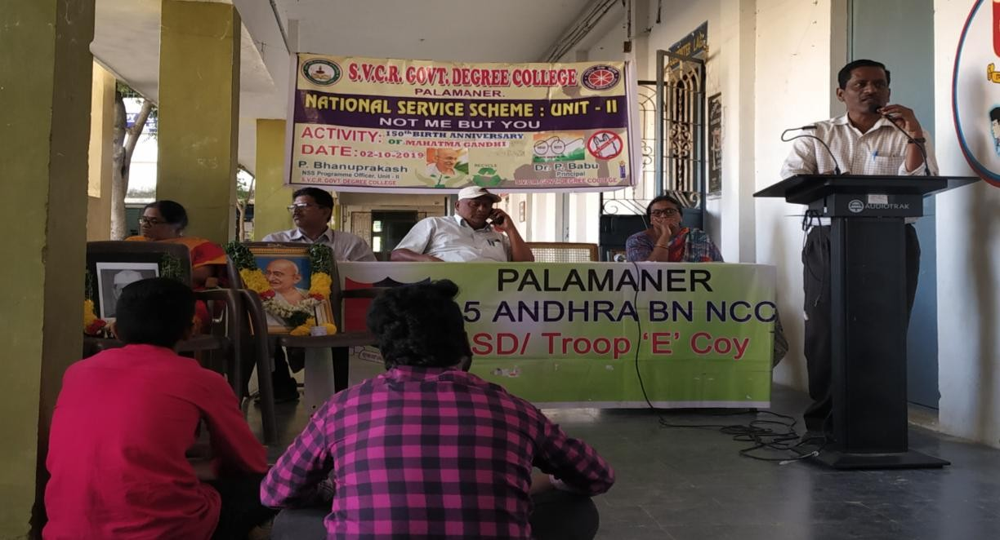 S.V.C.R. GOVT. DEGREE COLLEGE
PALAMANER.
NATIONAL SERVICE SCHEME : UNIT - II
NOT ME BUT YOU
ACTIVITY: 150th BIRTH ANNIVERSARY
OF MAHATMA GANDHI
DATE: 02-10-2019
RECYCLE
P. Bhanuprakash
NSS Programme Officer, Unit - II
S.V.C.R. GOVT. DEGREE COLLEGE
Dr. P. Babu
Principal
S.V.C.R. GOVT. DEGREE COLLEGE
AUDIOTRAK
PALAMANER
5 ANDHRA BN NCC
SD/ Troop 'E' Coy